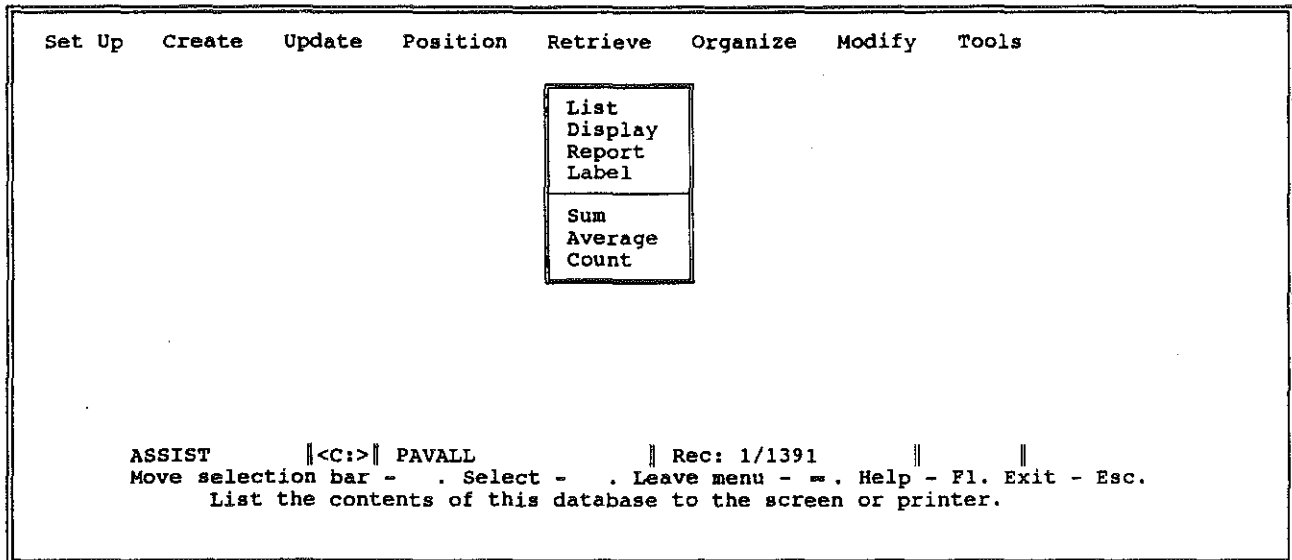 Set Up Create Update Position Retrieve Organize Modify Tools
List
Display
Report
Label
Sum
Average
Count
ASSIST ‖<C:>‖ PAVALL ‖ Rec: 1/1391 ‖ ‖
Move selection bar - . Select - . Leave menu - . Help - F1. Exit - Esc.
List the contents of this database to the screen or printer.